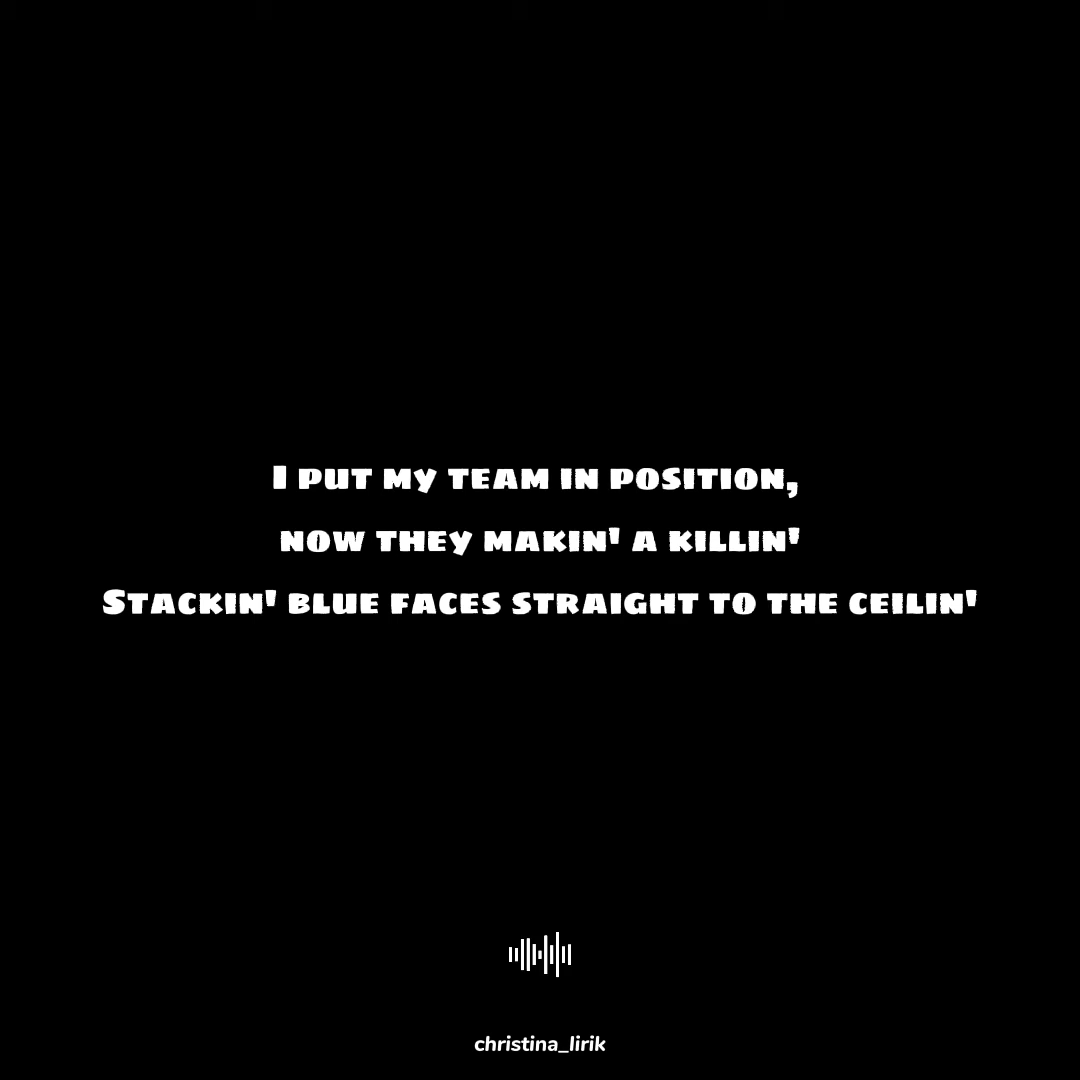 I put my team in position,
now they makin' a killin'
Stackin' blue faces straight to the ceilin'
christina_lirik